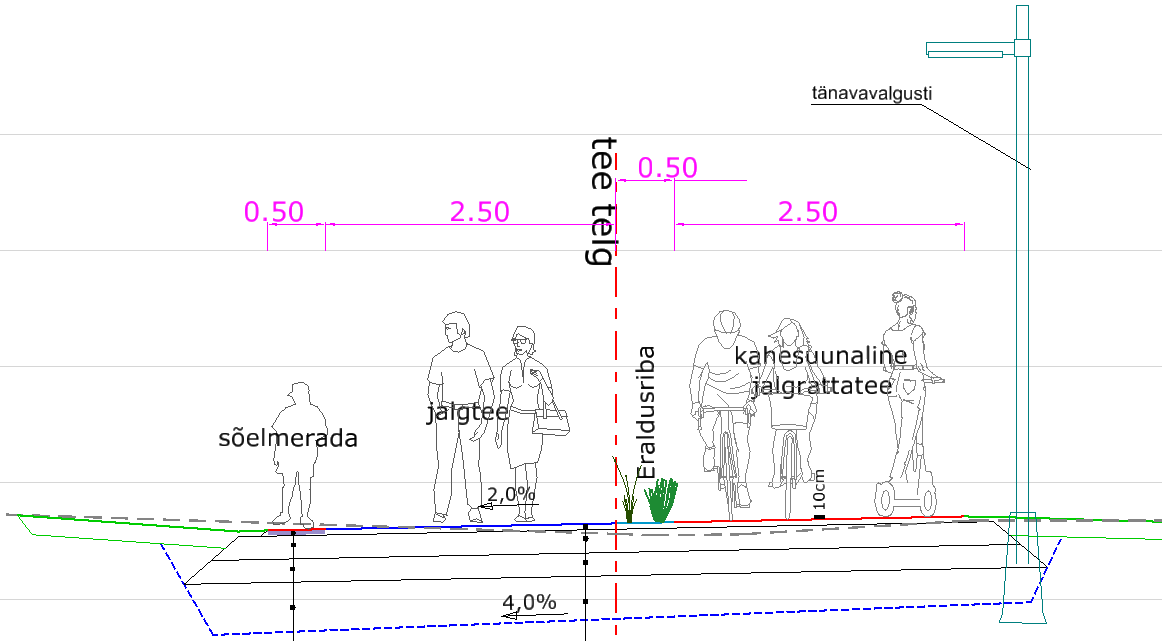 tänavavalgusti
tee telg
0.50
0.50
2.50
2.50
kahesuunaline
jalgrattatee
Eraldusriba
jalgtee
sõelmerada
2,0%
10cm
4,0%